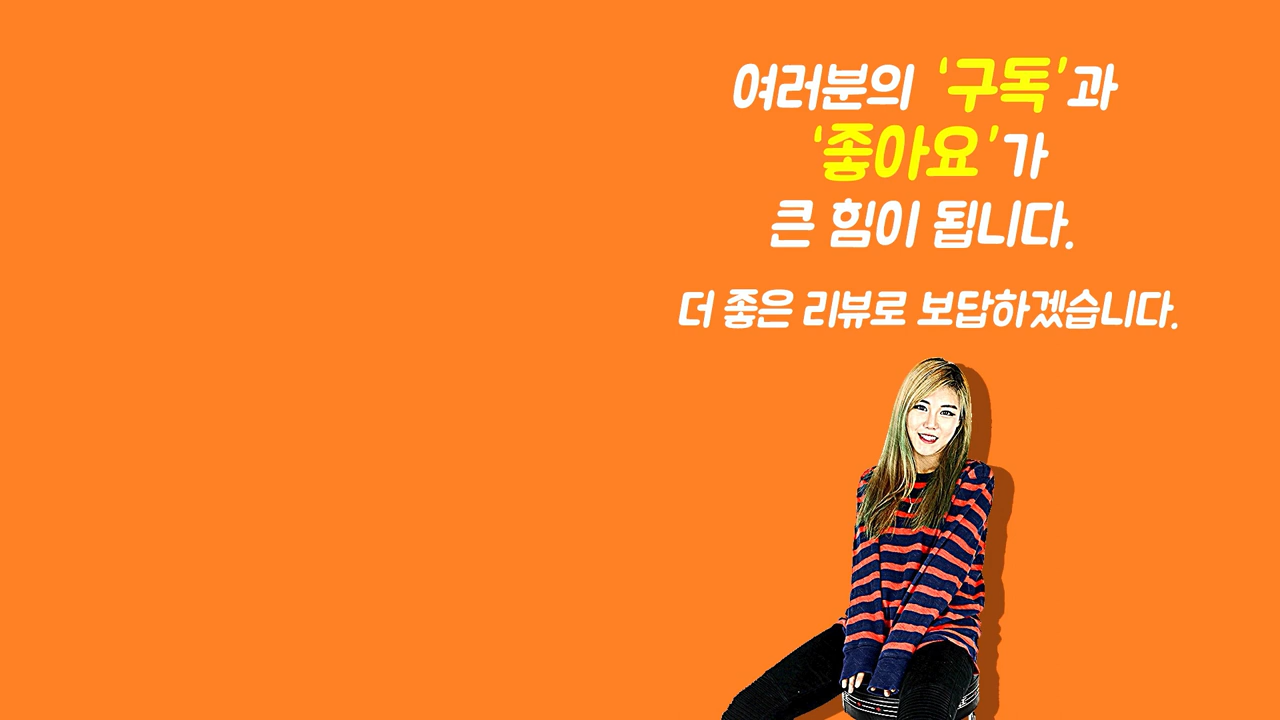 여러분의 '구독'과
'좋아요'가
큰 힘이 됩니다.
더 좋은 리뷰로 보답하겠습니다.